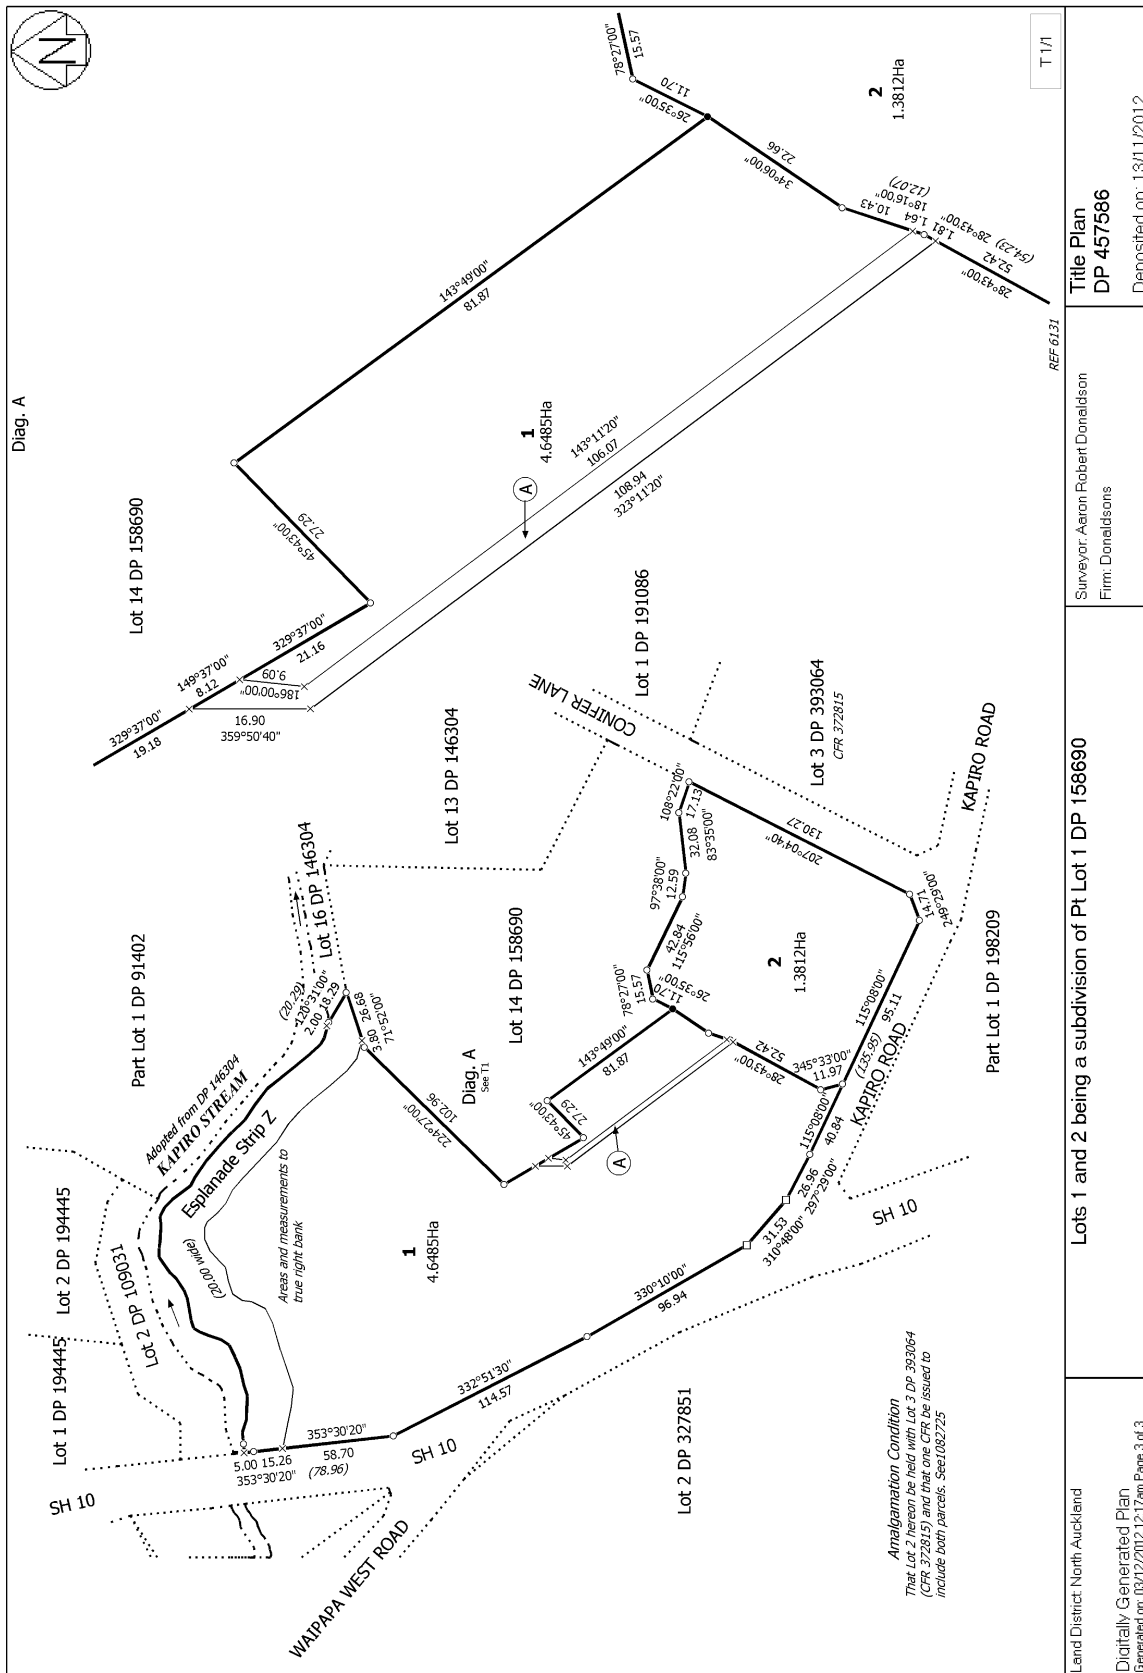 N
Diag. A
Lot 14 DP 158690
329°37'00"
19.18
149°37'00"
8.12
329°37'00"
21.16
9.09
186°00'00"
16.90
359°50'40"
45°43'00"
27.29
143°49'00"
81.87
1
4.6485Ha
A
143°11'20"
106.07
108.94
323°11'20"
78°27'00"
15.57
11.70
26°35'00"
22.66
34°06'00"
2
1.3812Ha
10.43
18°16'00"
(12.07)
1.64
1.81
28°43'00"
(54.23)
52.42
28°43'00"
REF 6131
T 1/1
Lot 1 DP 194445
Lot 2 DP 194445
Lot 2 DP 109031
Part Lot 1 DP 91402
Adopted from DP 146304
KAPIRO STREAM
Esplanade Strip Z
(20.00 wide)
Areas and measurements to
true right bank
(20.29)
120°31'00"
2.00
18.29
Lot 16 DP 146304
3.80
26.68
71°52'00"
224°27'00"
102.96
Lot 13 DP 146304
Lot 14 DP 158690
Diag. A
See T1
SH 10
5.00
15.26
353°30'20"
353°30'20"
58.70
(78.96)
SH 10
WAIPAPA WEST ROAD
332°51'30"
114.57
1
4.6485Ha
45°43'00"
27.29
143°49'00"
81.87
A
78°27'00"
15.57
11.70
26°35'00"
42.84
115°56'00"
97°38'00"
12.59
32.08
83°35'00"
108°22'00"
17.13
CONIFER LANE
Lot 1 DP 191086
Lot 3 DP 393064
CFR 372815
2
1.3812Ha
207°04'40"
130.27
14.71
249°29'00"
KAPIRO ROAD
52.42
28°43'00"
345°33'00"
11.97
115°08'00"
95.11
(135.95)
115°08'00"
40.84
KAPIRO ROAD
26.96
297°29'00"
31.53
310°48'00"
330°10'00"
96.94
SH 10
Part Lot 1 DP 198209
Lot 2 DP 327851
Amalgamation Condition
That Lot 2 hereon be held with Lot 3 DP 393064
(CFR 372815) and that one CFR be issued to
include both parcels. See1082725
Land District: North Auckland
Digitally Generated Plan
Generated on: 03/12/2012 12:17am Page 3 of 3
Lots 1 and 2 being a subdivision of Pt Lot 1 DP 158690
Surveyor: Aaron Robert Donaldson
Firm: Donaldsons
Title Plan
DP 457586
Deposited on: 13/11/2012